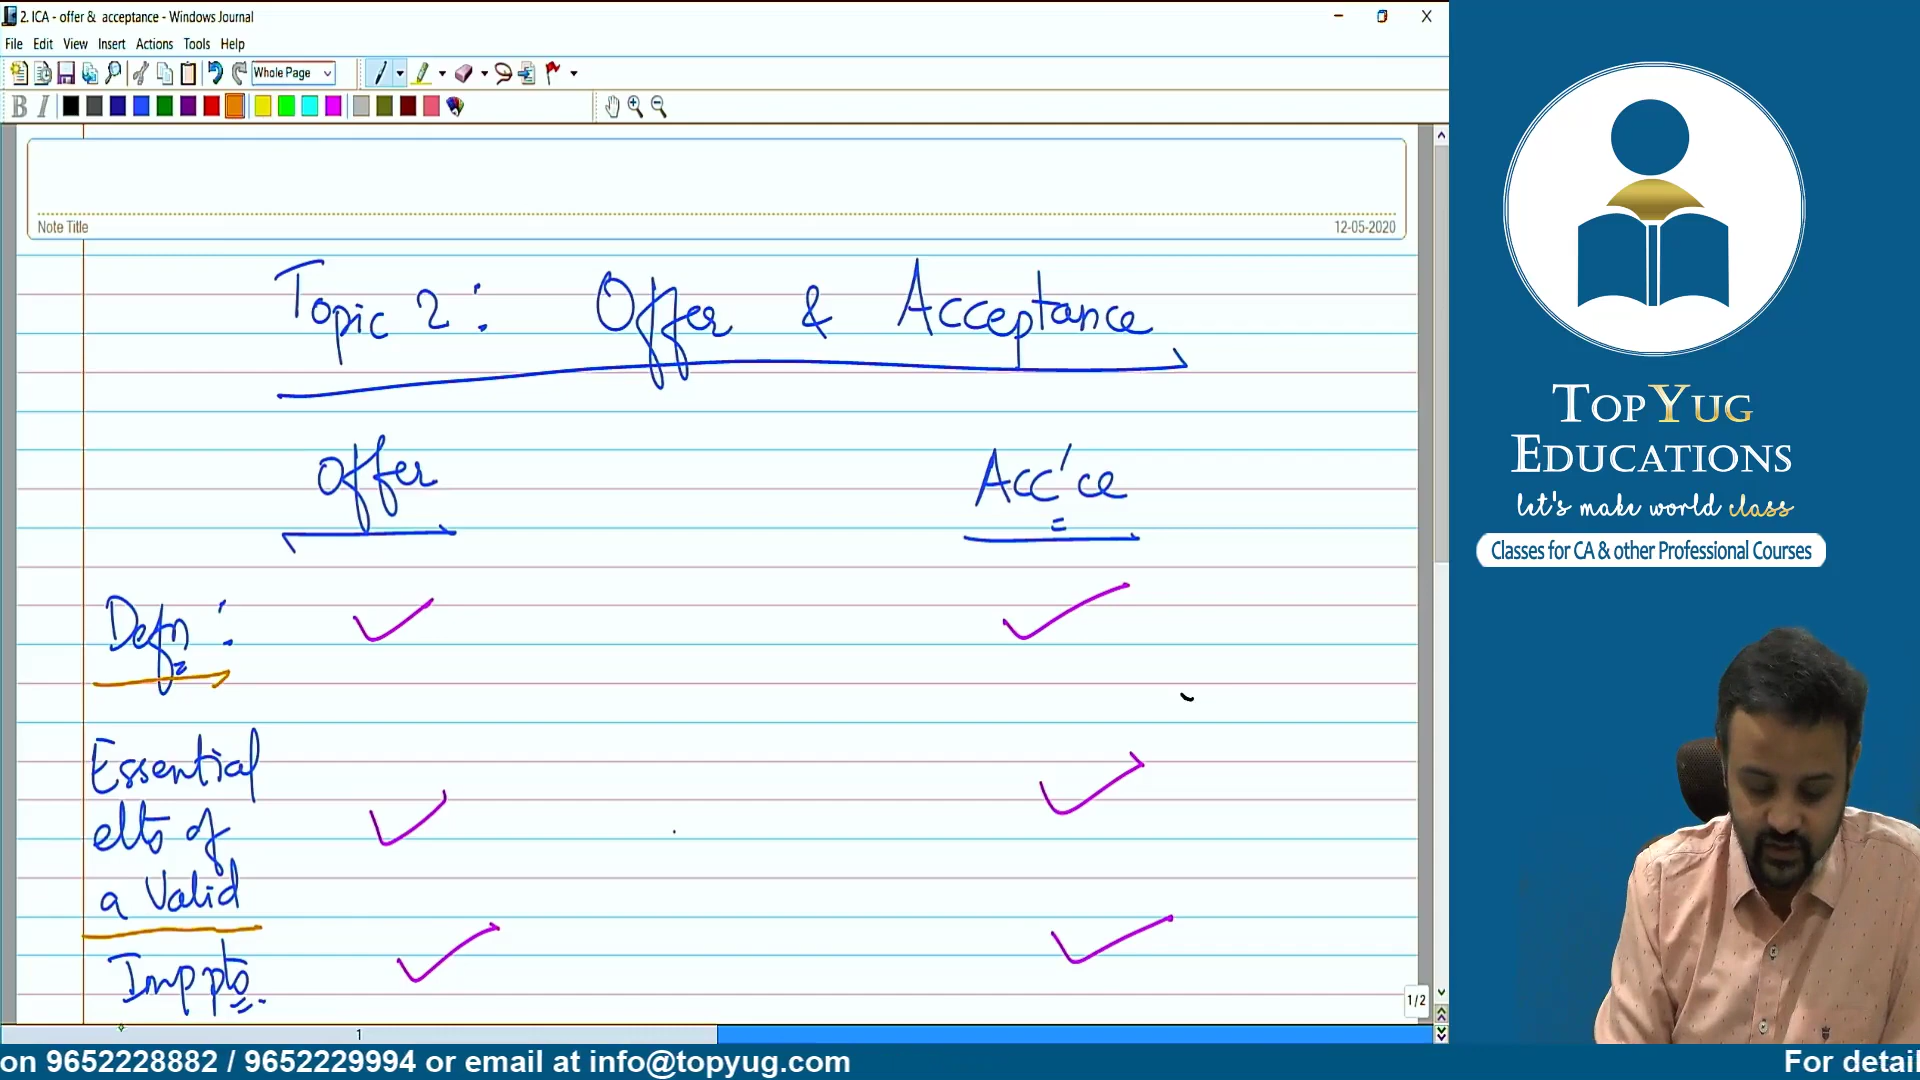 2. ICA - offer & acceptance - Windows Journal
File Edit View Insert Actions Tools Help
Whole Page
B I
Note Title
12-05-2020
Topic 2 : Offer & Acceptance
Offer
Acc'ce
Defn :
Essential
elts of
a Valid
Imp pts.
1/2
1
TOPYUG
EDUCATIONS
let's make world class
Classes for CA & other Professional Courses
on 9652228882 / 9652229994 or email at info@topyug.com
For detail